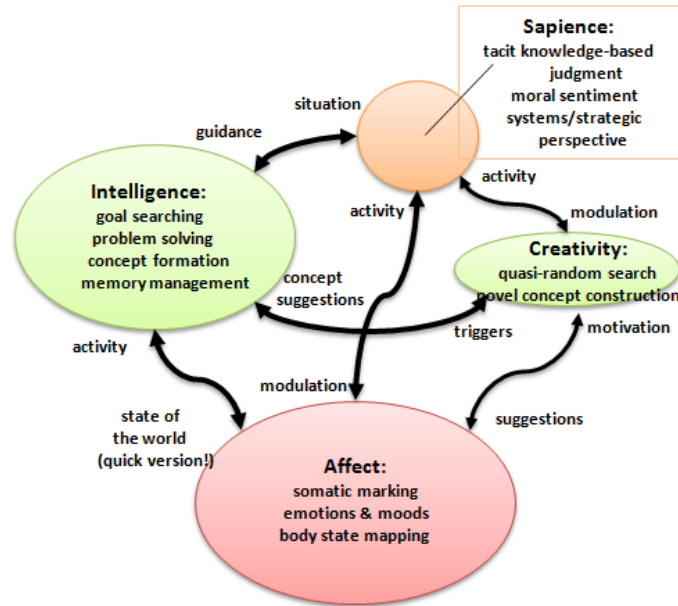 Sapience:
tacit knowledge-based
judgment
moral sentiment
systems/strategic
perspective
situation
guidance
activity
modulation
activity
Intelligence:
goal searching
problem solving
concept formation
memory management
Creativity:
quasi-random search
novel concept construction
concept
suggestions
triggers
motivation
activity
modulation
state of
the world
(quick version!)
suggestions
Affect:
somatic marking
emotions & moods
body state mapping